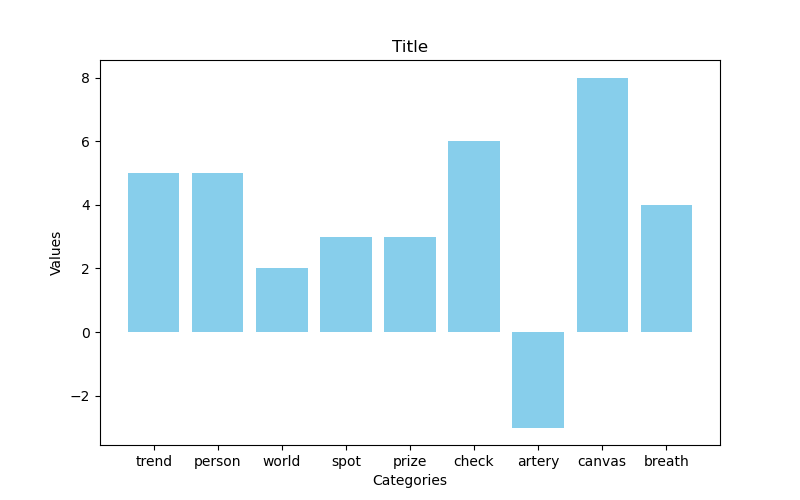 Title
Values
8
6
4
2
0
−2
trend person world spot prize check artery canvas breath
Categories